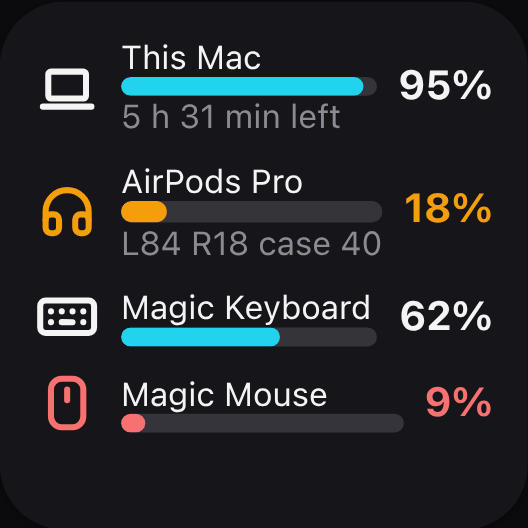 This Mac
95%
5 h 31 min left
AirPods Pro
18%
L84 R18 case 40
Magic Keyboard
62%
Magic Mouse
9%